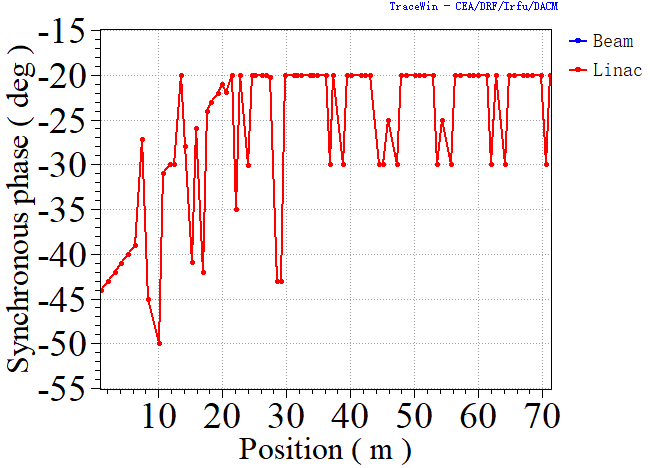 TraceWin - CEA/DRF/Irfu/DACM
Beam
Linac
Synchronous phase ( deg )
-15
-20
-25
-30
-35
-40
-45
-50
-55
10 20 30 40 50 60 70
Position ( m )